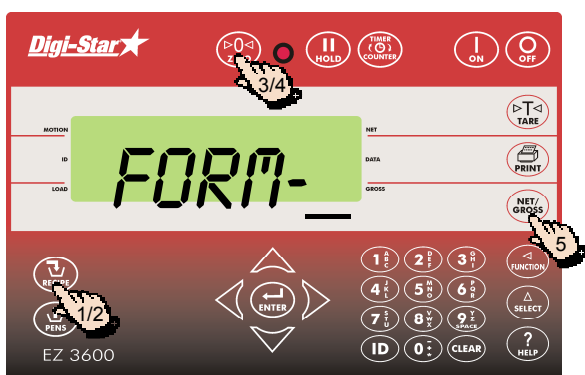 Digi-Star
▷0◁
HOLD
TIMER
COUNTER
ON
OFF
3/4
▷T◁
TARE
MOTION
NET
ID
DATA
LOAD
GROSS
FORM-_
PRINT
NET/
GROSS
5
RECIPE
1/2
PENS
ENTER
1 A B C
2 D E F
3 G H I
FUNCTION
4 J K L
5 M N O
6 P Q R
SELECT
7 S T U
8 V W X
9 Y Z SPACE
ID
0 - + *
CLEAR
?
HELP
EZ 3600